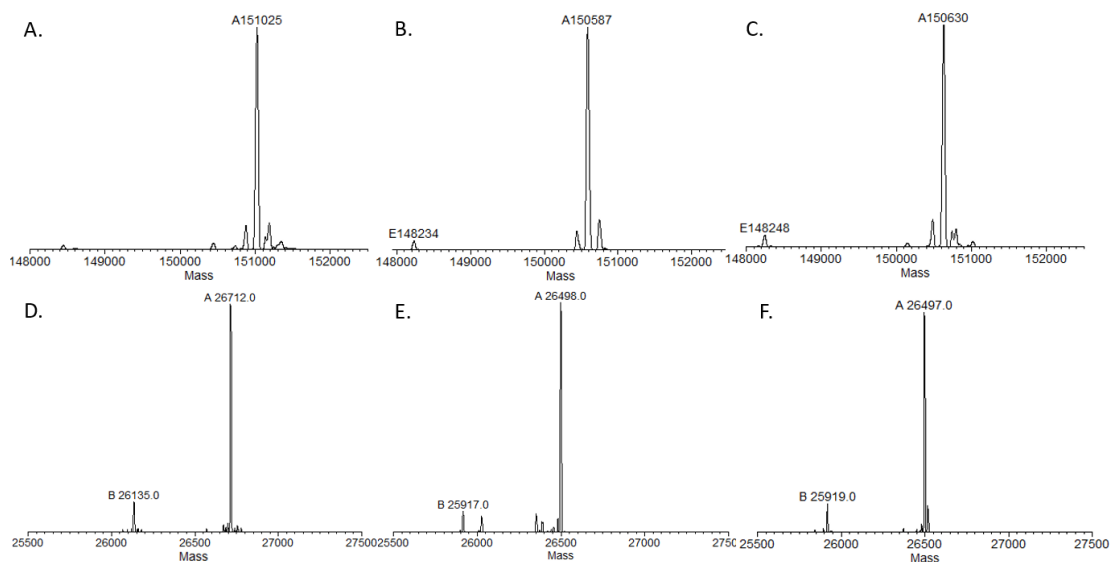 A.
A151025
148000 149000 150000 151000 152000
Mass
B.
A150587
E148234
148000 149000 150000 151000 152000
Mass
C.
A150630
E148248
148000 149000 150000 151000 152000
Mass
D.
A 26712.0
B 26135.0
25500 26000 26500 27000 27500
Mass
E.
A 26498.0
B 25917.0
26000 26500 27000 27500
Mass
F.
A 26497.0
B 25919.0
25500 26000 26500 27000 27500
Mass